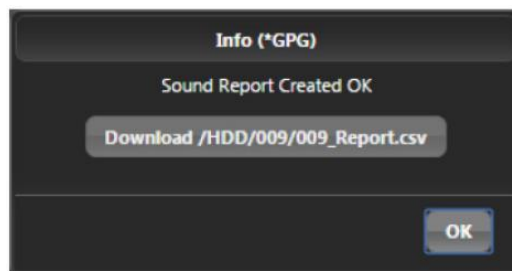 Info (*GPG)
Sound Report Created OK
Download /HDD/009/009_Report.csv
OK